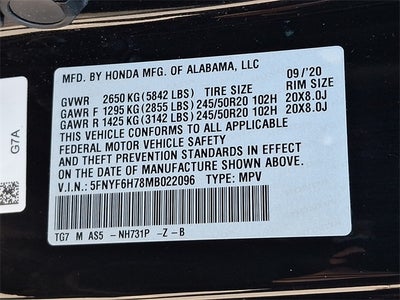 MFD. BY HONDA MFG. OF ALABAMA, LLC 09/'20
GVWR 2650 KG (5842 LBS) TIRE SIZE RIM SIZE
GAWR F 1295 KG (2855 LBS) 245/50R20 102H 20X8.0J
GAWR R 1425 KG (3142 LBS) 245/50R20 102H 20X8.0J
THIS VEHICLE CONFORMS TO ALL APPLICABLE
FEDERAL MOTOR VEHICLE SAFETY
AND THEFT PREVENTION STANDARDS IN EFFECT
ON THE DATE OF MANUFACTURE SHOWN ABOVE.
V.I.N.: 5FNYF6H78MB022096 TYPE: MPV
TG7 M AS5 -NH731P -Z-B
G7A